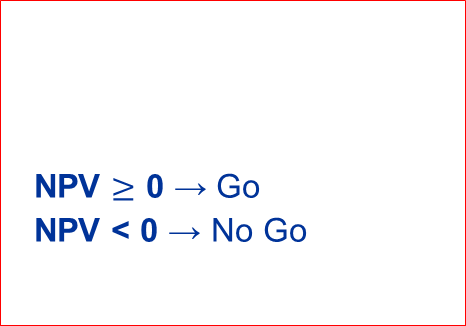 NPV ≥ 0 → Go
NPV < 0 → No Go